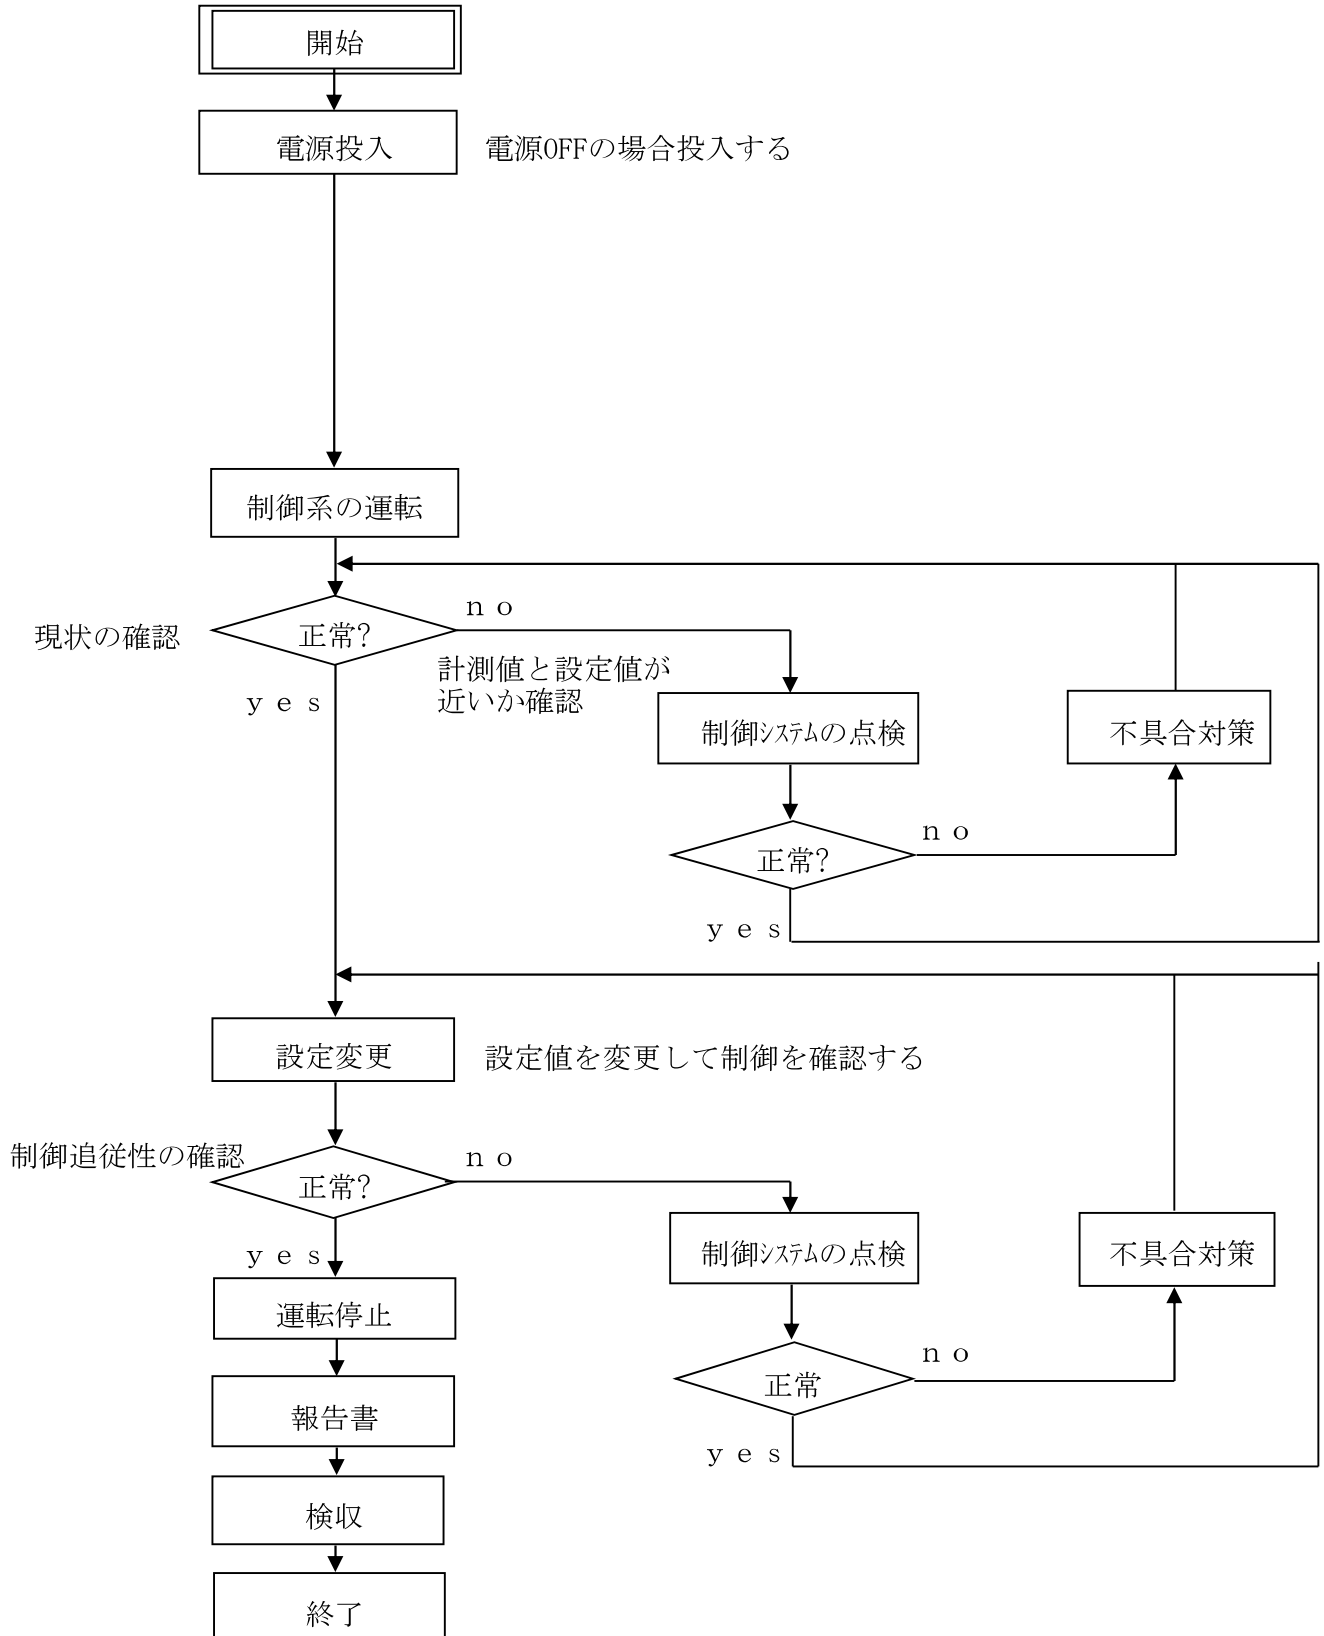 開始
電源投入
電源OFFの場合投入する
制御系の運転
ｎｏ
現状の確認
正常?
計測値と設定値が
近いか確認
ｙｅｓ
制御ｼｽﾃﾑの点検
不具合対策
ｎｏ
正常?
ｙｅｓ
設定変更
設定値を変更して制御を確認する
制御追従性の確認
ｎｏ
正常?
ｙｅｓ
制御ｼｽﾃﾑの点検
不具合対策
運転停止
ｎｏ
正常
報告書
ｙｅｓ
検収
終了